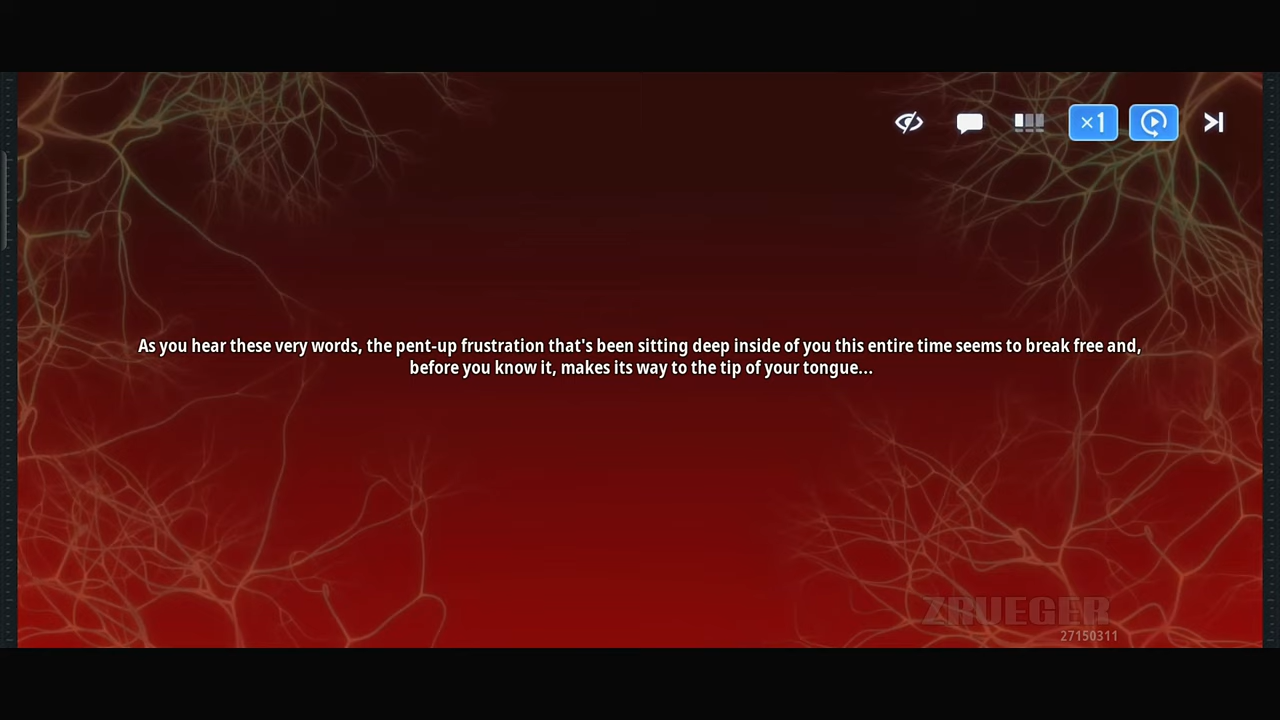 ×1
As you hear these very words, the pent-up frustration that's been sitting deep inside of you this entire time seems to break free and,
before you know it, makes its way to the tip of your tongue...
ZRUEGER
27150311